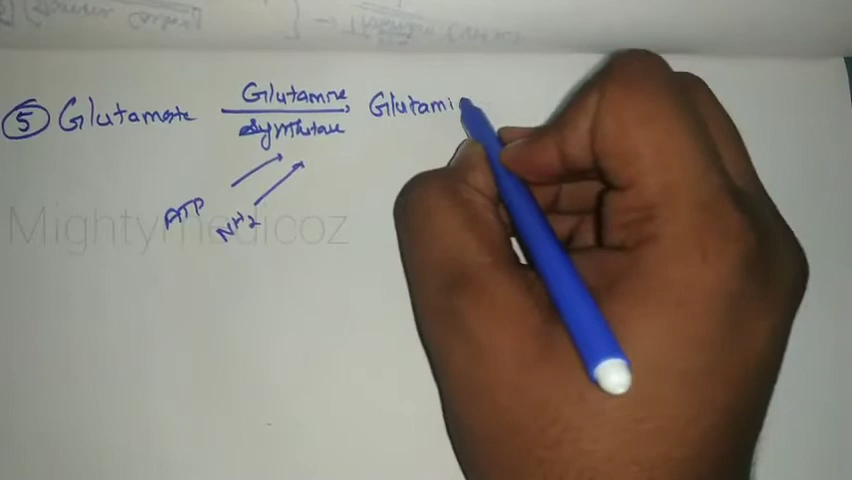 Glutamine
⑤ Glutamate Glutami
Synthetase
ATP
NH2
Mightymedicoz